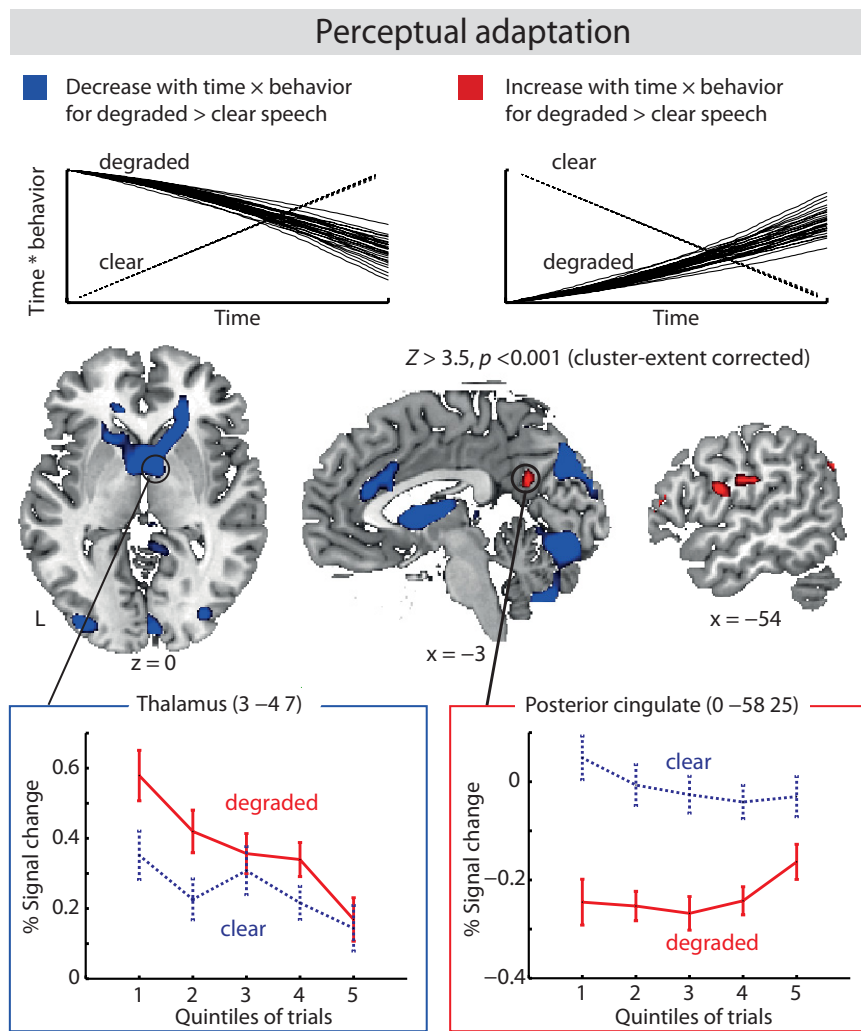 Perceptual adaptation
Decrease with time × behavior
for degraded > clear speech
Increase with time × behavior
for degraded > clear speech
Time * behavior
degraded
clear
Time
clear
degraded
Time
Z > 3.5, p <0.001 (cluster-extent corrected)
L
z = 0
x = −3
x = −54
Thalamus (3 −4 7)
% Signal change
0.6
0.4
0.2
0
degraded
clear
1 2 3 4 5
Quintiles of trials
Posterior cingulate (0 −58 25)
% Signal change
0
−0.2
−0.4
clear
degraded
1 2 3 4 5
Quintiles of trials